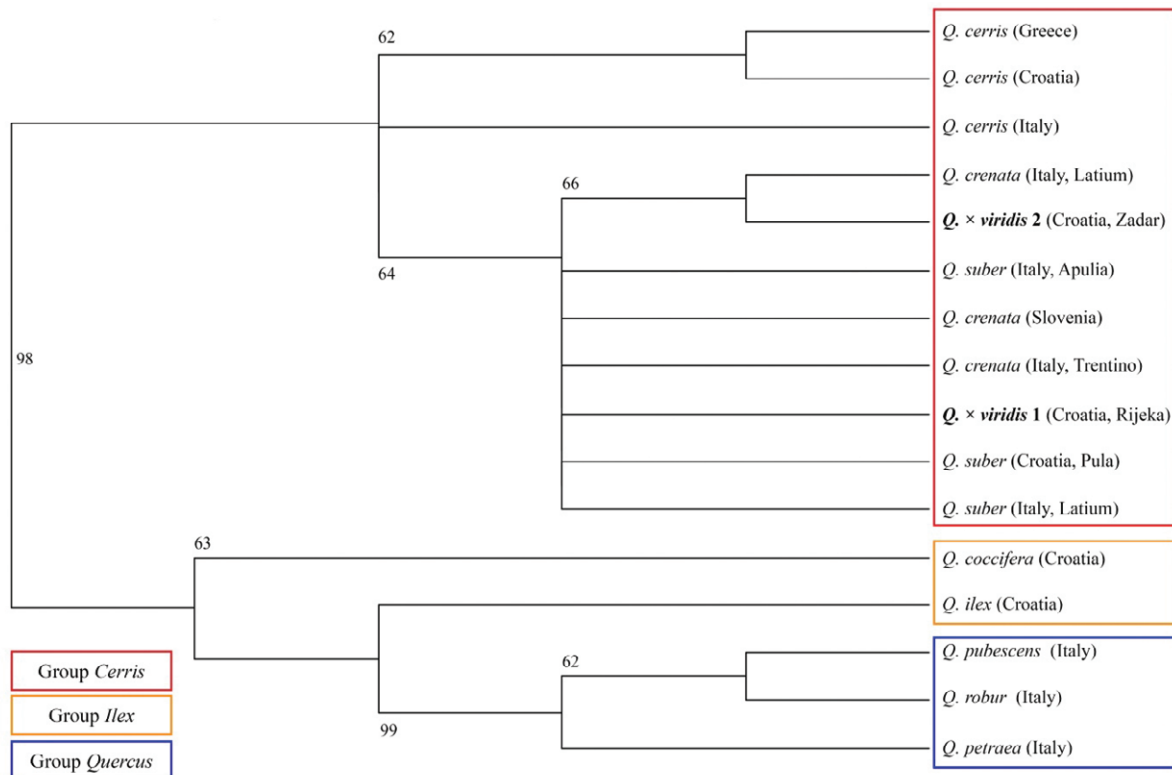 62
Q. cerris (Greece)
Q. cerris (Croatia)
Q. cerris (Italy)
66
Q. crenata (Italy, Latium)
Q. × viridis 2 (Croatia, Zadar)
64
Q. suber (Italy, Apulia)
Q. crenata (Slovenia)
98
Q. crenata (Italy, Trentino)
Q. × viridis 1 (Croatia, Rijeka)
Q. suber (Croatia, Pula)
Q. suber (Italy, Latium)
63
Q. coccifera (Croatia)
Q. ilex (Croatia)
62
Q. pubescens (Italy)
Q. robur (Italy)
99
Q. petraea (Italy)
Group Cerris
Group Ilex
Group Quercus